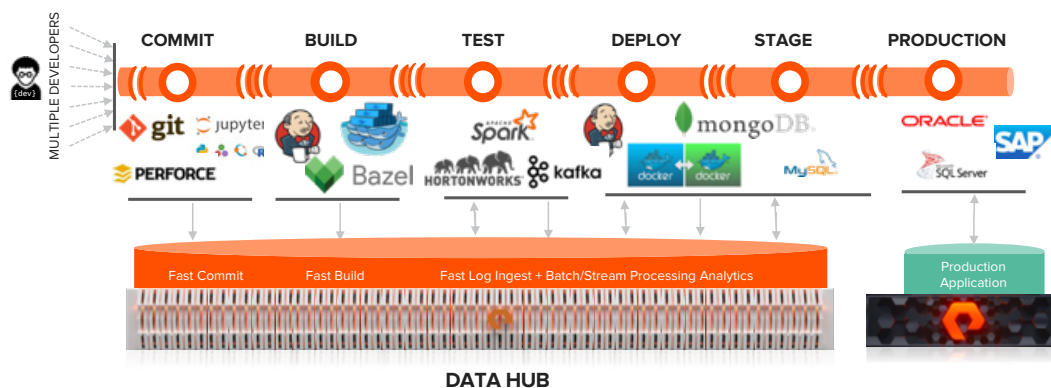 MULTIPLE DEVELOPERS
{dev}
COMMIT
BUILD
TEST
DEPLOY
STAGE
PRODUCTION
git
jupyter
PERFORCE
Bazel
APACHE
Spark
HORTONWORKS
kafka
mongoDB
docker
docker
MySQL
ORACLE
SAP
SQL Server
Fast Commit
Fast Build
Fast Log Ingest + Batch/Stream Processing Analytics
Production
Application
DATA HUB